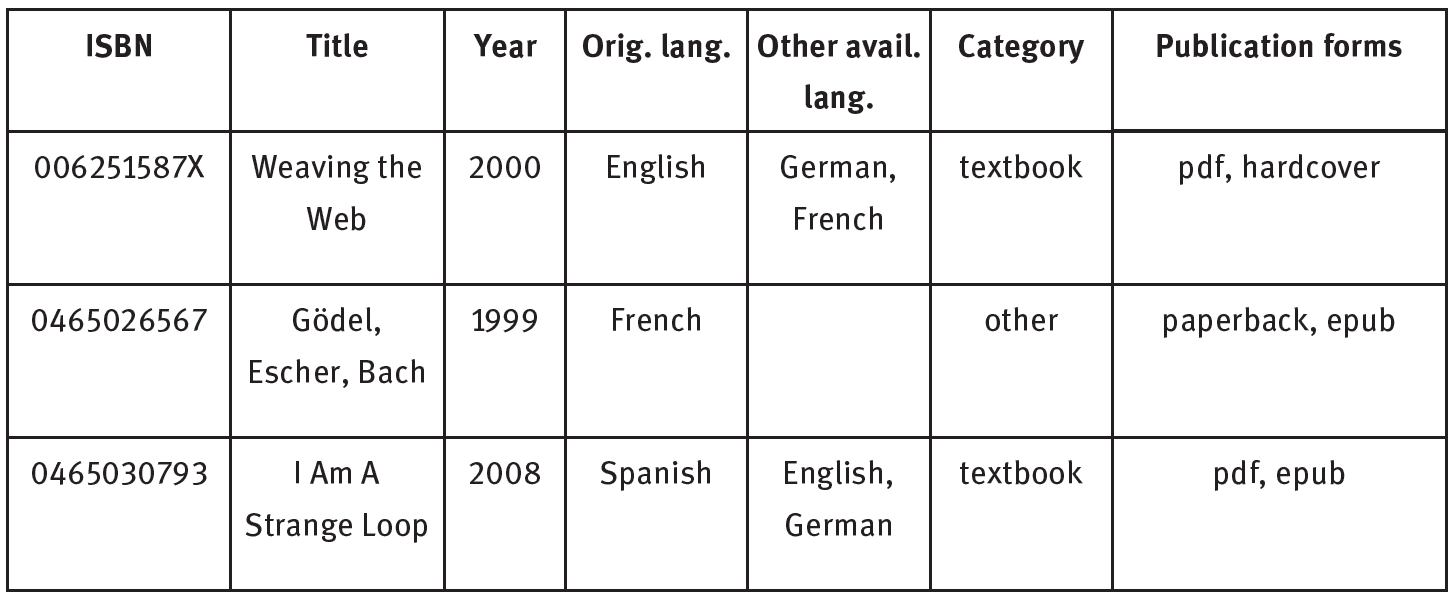 ISBN Title Year Orig. lang. Other avail. Category Publication forms
lang.
006251587X Weaving the 2000 English German, textbook pdf, hardcover
Web French
0465026567 Gödel, 1999 French other paperback, epub
Escher, Bach
0465030793 I Am A 2008 Spanish English, textbook pdf, epub
Strange Loop German